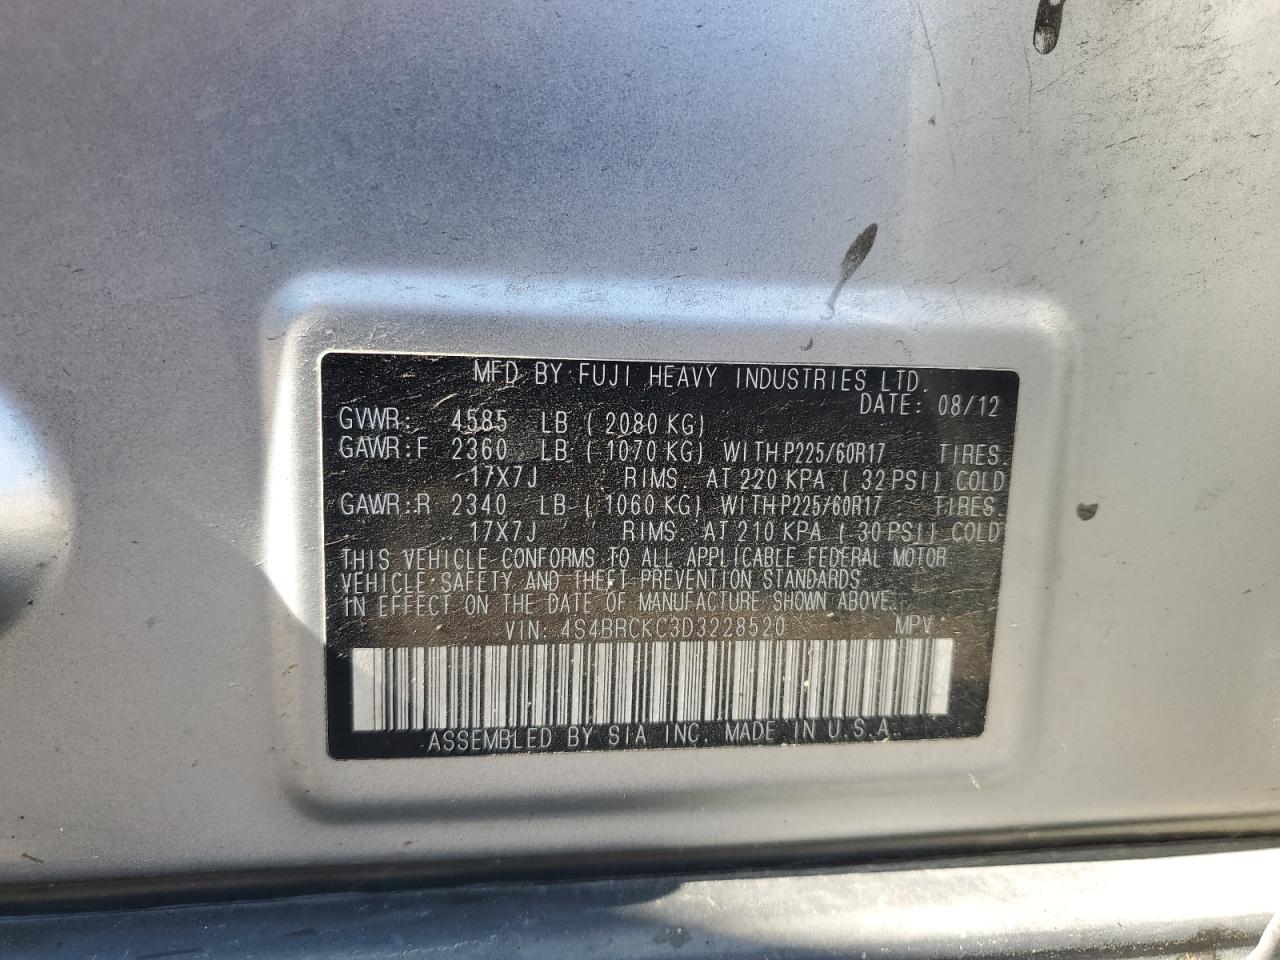 MFD BY FUJI HEAVY INDUSTRIES LTD.
DATE: 08/12
GVWR: 4585 LB ( 2080 KG)
GAWR:F 2360 LB ( 1070 KG) WITH P225/60R17 TIRES.
17X7J RIMS. AT 220 KPA ( 32 PSI) COLD
GAWR:R 2340 LB ( 1060 KG) WITH P225/60R17 TIRES.
17X7J RIMS. AT 210 KPA ( 30 PSI) COLD
THIS VEHICLE CONFORMS TO ALL APPLICABLE FEDERAL MOTOR
VEHICLE SAFETY AND THEFT PREVENTION STANDARDS
IN EFFECT ON THE DATE OF MANUFACTURE SHOWN ABOVE.
VIN: 4S4BRCKC3D3228520 MPV
ASSEMBLED BY SIA INC. MADE IN U.S.A.